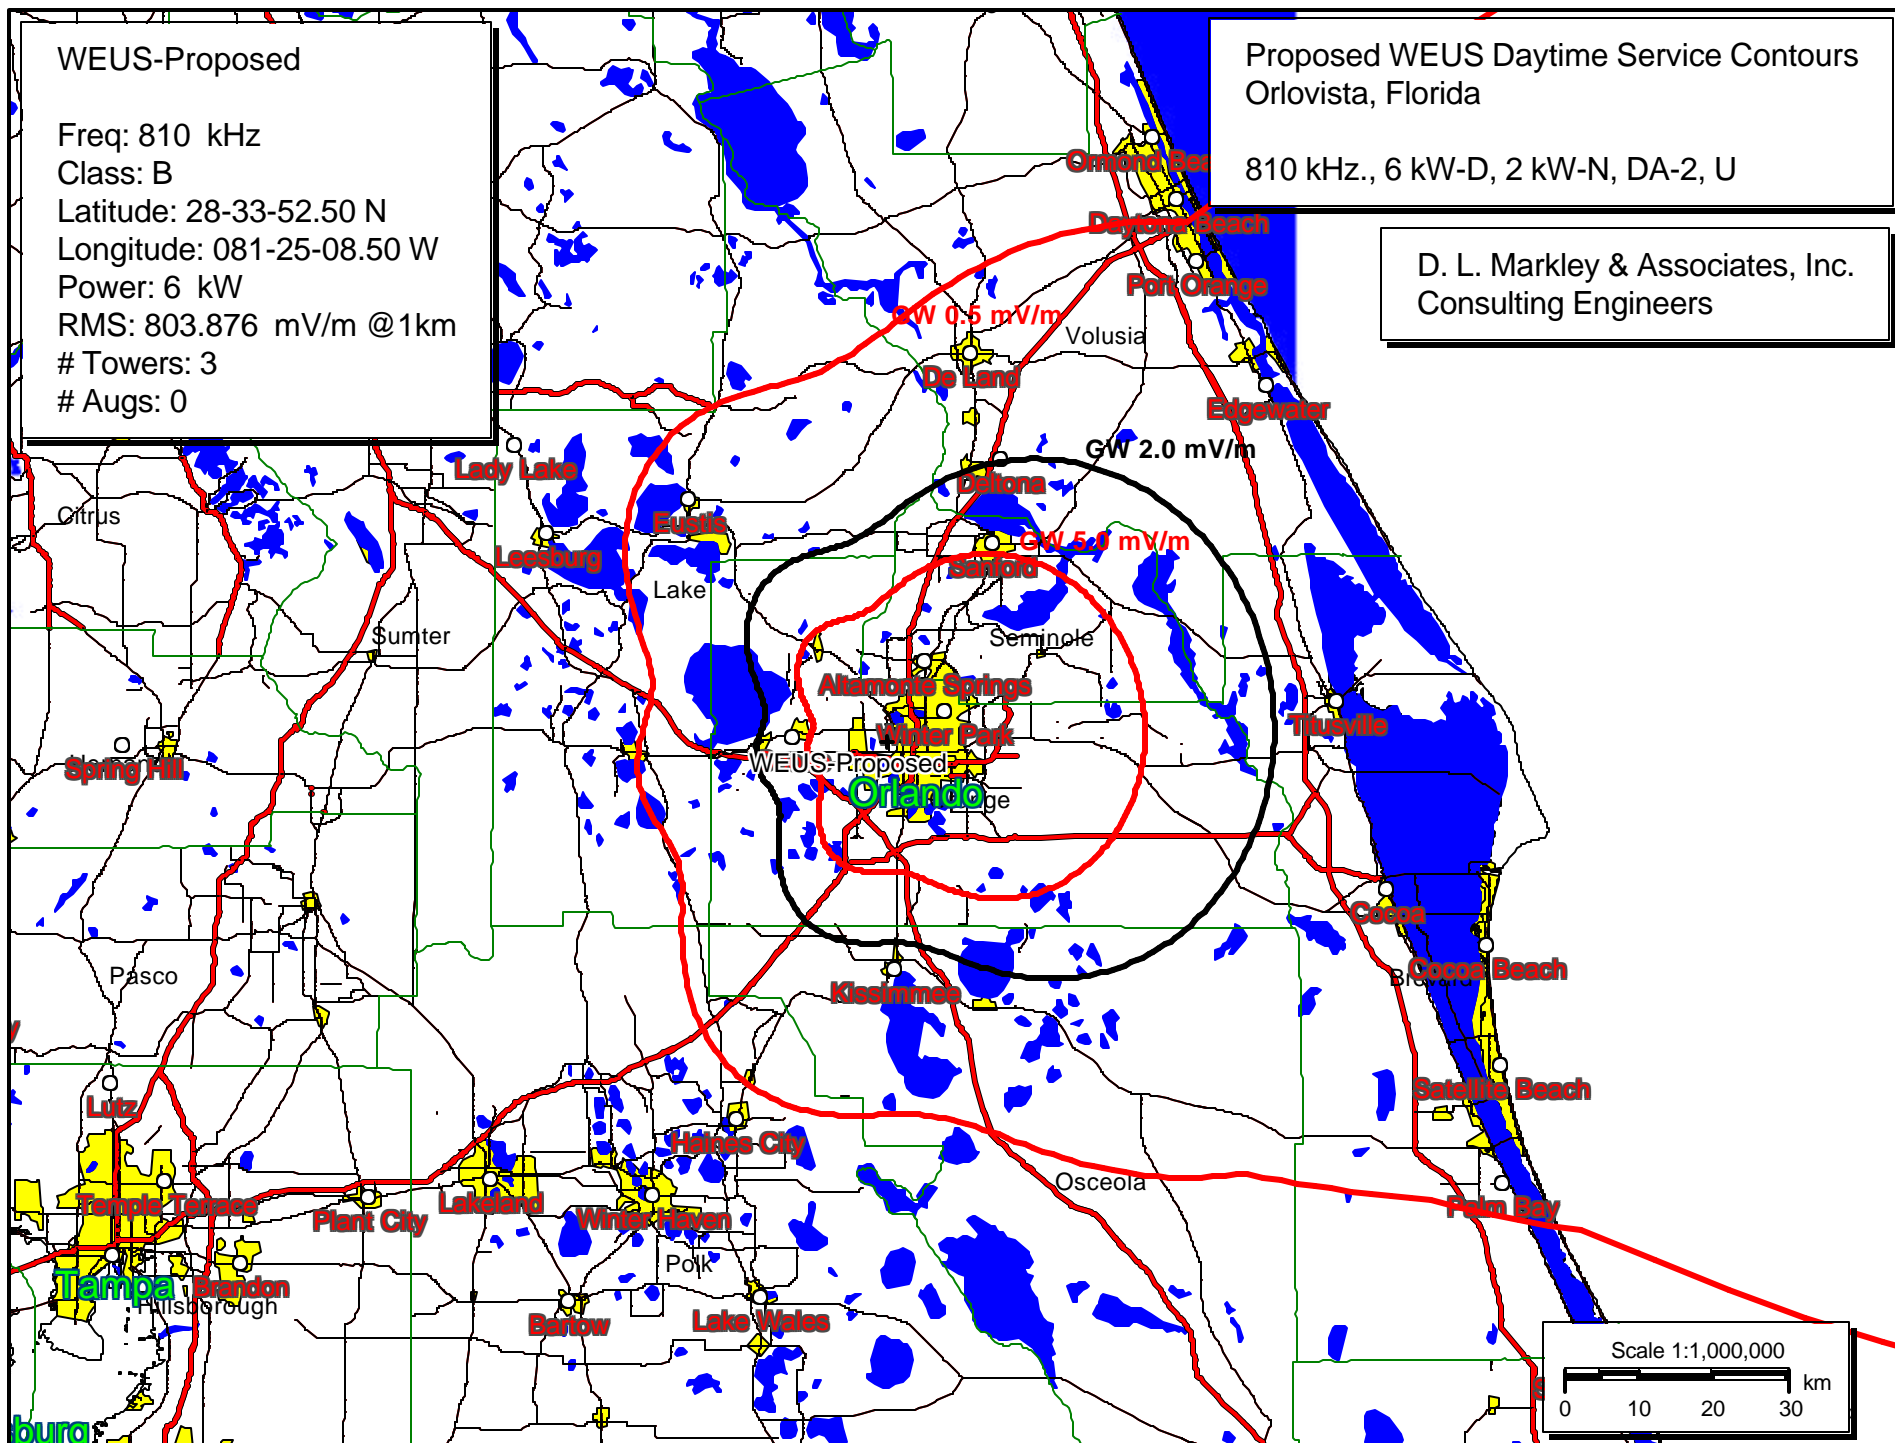 WEUS-Proposed
Freq: 810 kHz
Class: B
Latitude: 28-33-52.50 N
Longitude: 081-25-08.50 W
Power: 6 kW
RMS: 803.876 mV/m @1km
# Towers: 3
# Augs: 0
Proposed WEUS Daytime Service Contours
Orlovista, Florida
810 kHz., 6 kW-D, 2 kW-N, DA-2, U
D. L. Markley & Associates, Inc.
Consulting Engineers
Ormond Bea
Daytona Beach
Port Orange
GW 0.5 mV/m
Volusia
De Land
Edgewater
GW 2.0 mV/m
Lady Lake
Deltona
Citrus
Eustis
Leesburg
GW 5.0 mV/m
Sanford
Lake
Sumter
Seminole
Altamonte Springs
Titusville
Winter Park
Spring Hill
WEUS-Proposed
Orlando
Cocoa
Pasco
Cocoa Beach
Brevard
Kissimmee
Satellite Beach
Lutz
Haines City
Osceola
Temple Terrace
Plant City
Lakeland
Winter Haven
Palm Bay
Polk
Tampa
Brandon
Hillsborough
Bartow
Lake Wales
burg
Scale 1:1,000,000
km
0 10 20 30